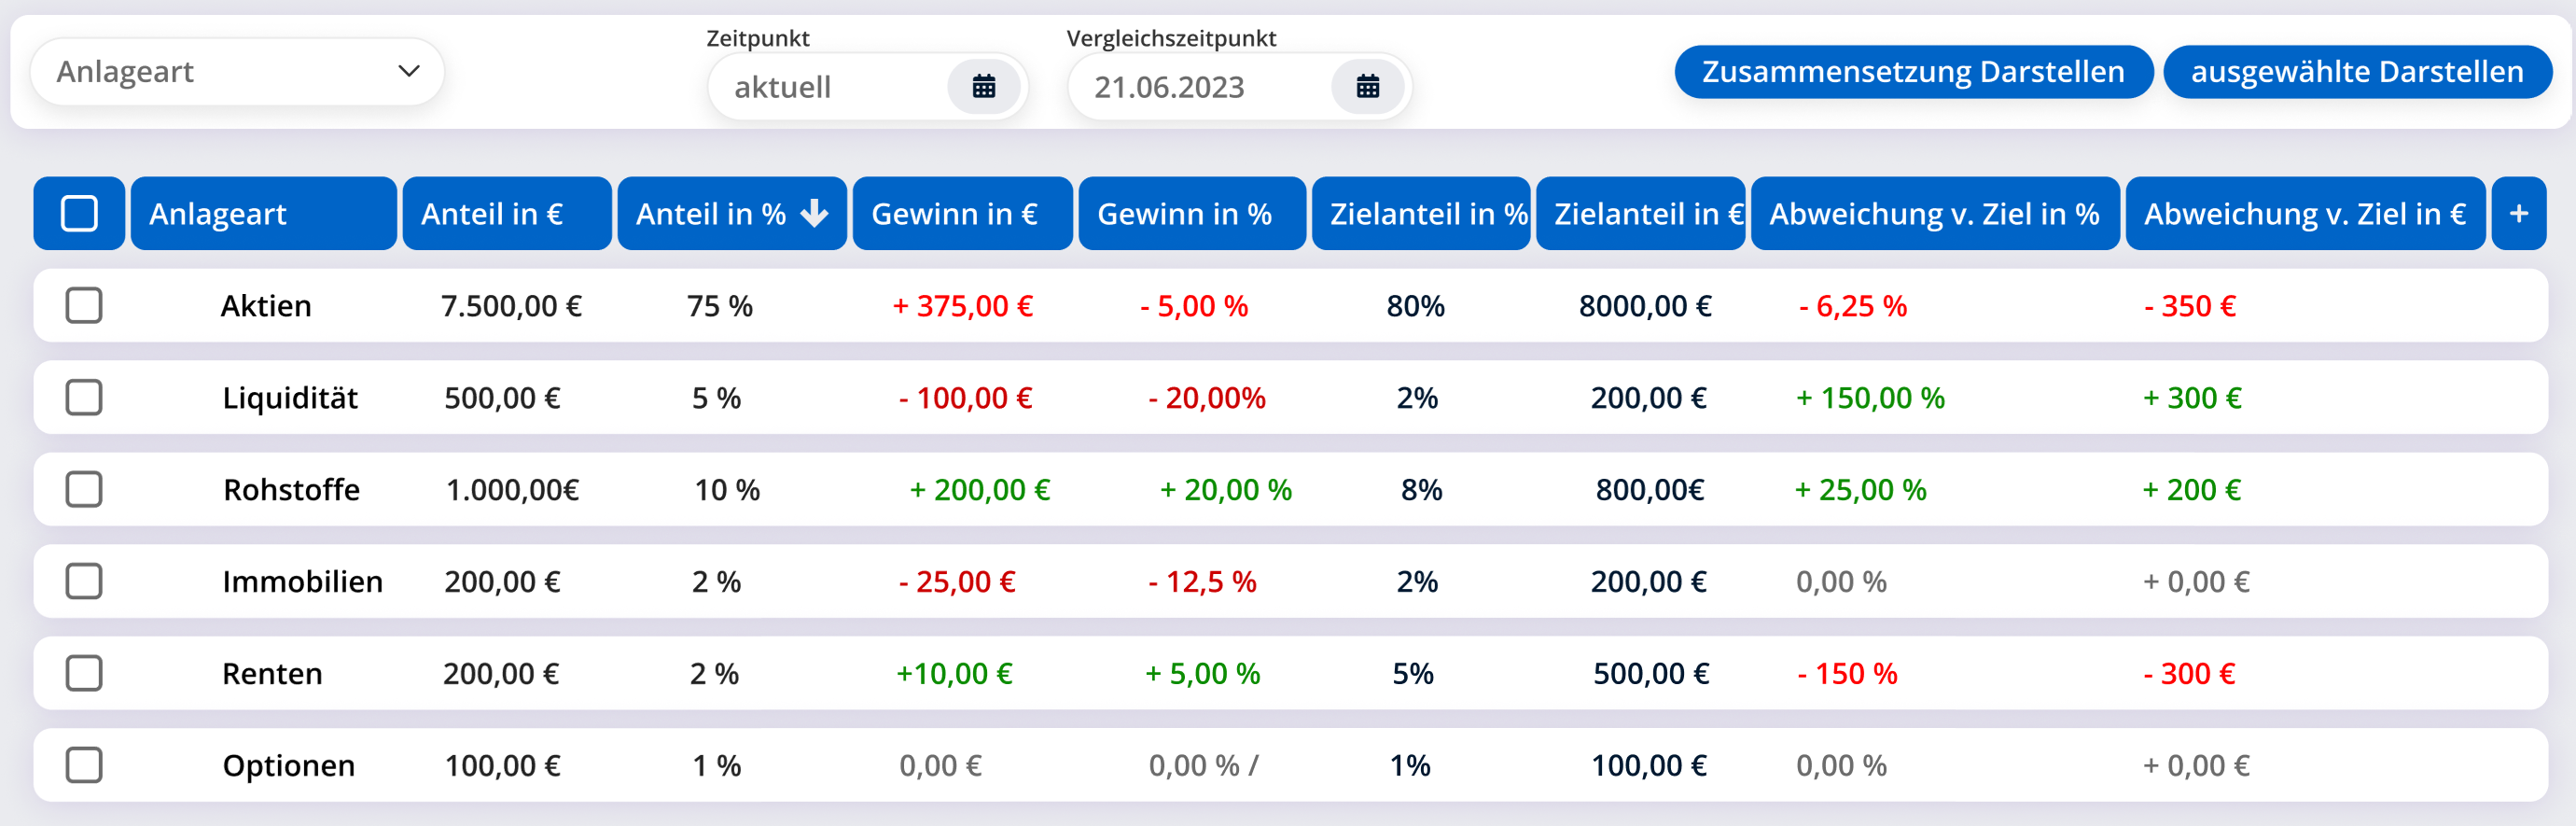 Zeitpunkt Vergleichszeitpunkt
Anlageart aktuell 21.06.2023 Zusammensetzung Darstellen ausgewählte Darstellen
Anlageart Anteil in € Anteil in % Gewinn in € Gewinn in % Zielanteil in % Zielanteil in € Abweichung v. Ziel in % Abweichung v. Ziel in € +
Aktien 7.500,00 € 75 % + 375,00 € - 5,00 % 80% 8000,00 € - 6,25 % - 350 €
Liquidität 500,00 € 5 % - 100,00 € - 20,00% 2% 200,00 € + 150,00 % + 300 €
Rohstoffe 1.000,00€ 10 % + 200,00 € + 20,00 % 8% 800,00€ + 25,00 % + 200 €
Immobilien 200,00 € 2 % - 25,00 € - 12,5 % 2% 200,00 € 0,00 % + 0,00 €
Renten 200,00 € 2 % +10,00 € + 5,00 % 5% 500,00 € - 150 % - 300 €
Optionen 100,00 € 1 % 0,00 € 0,00 % / 1% 100,00 € 0,00 % + 0,00 €